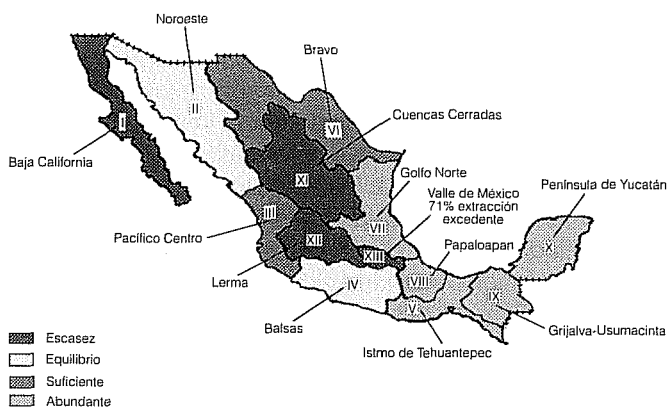 Noroeste
Bravo
II
Cuencas Cerradas
I
VI
Baja California
Golfo Norte
XI
Valle de México
71% extracción
excedente
Península de Yucatán
III
VII
Pacífico Centro
XII
XIII
Papaloapan
X
Lerma
VIII
IV
IX
Balsas
V
Grijalva-Usumacinta
Istmo de Tehuantepec
Escasez
Equilibrio
Suficiente
Abundante